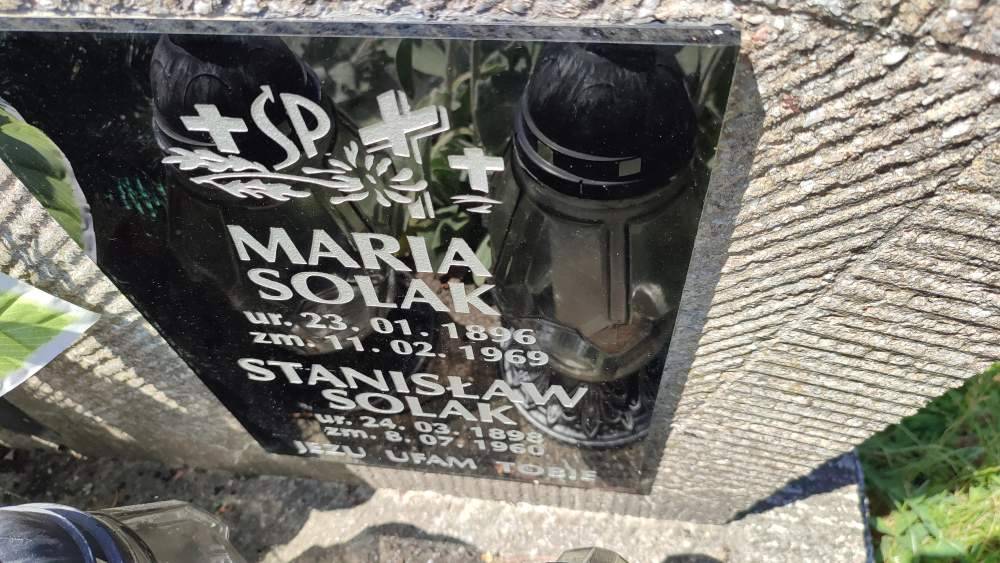 ŚP
MARIA
SOLAK
ur. 23. 01. 1896
zm. 11. 02. 1969
STANISŁAW
SOLAK
ur. 24. 03. 1898
zm. 8. 07. 1960
JEZU UFAM TOBIE